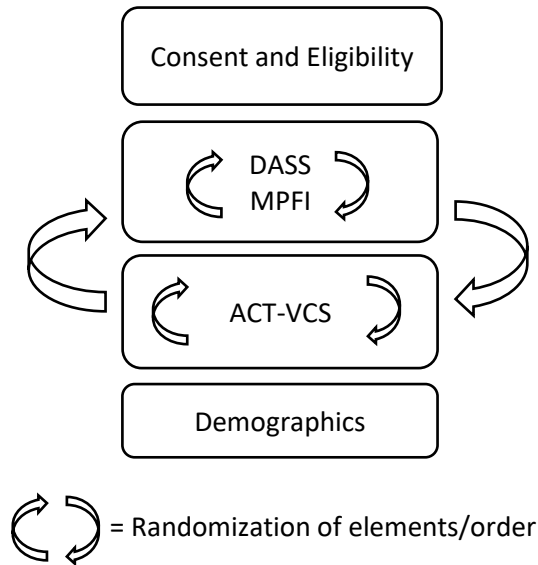 Consent and Eligibility
DASS
MPFI
ACT-VCS
Demographics
= Randomization of elements/order